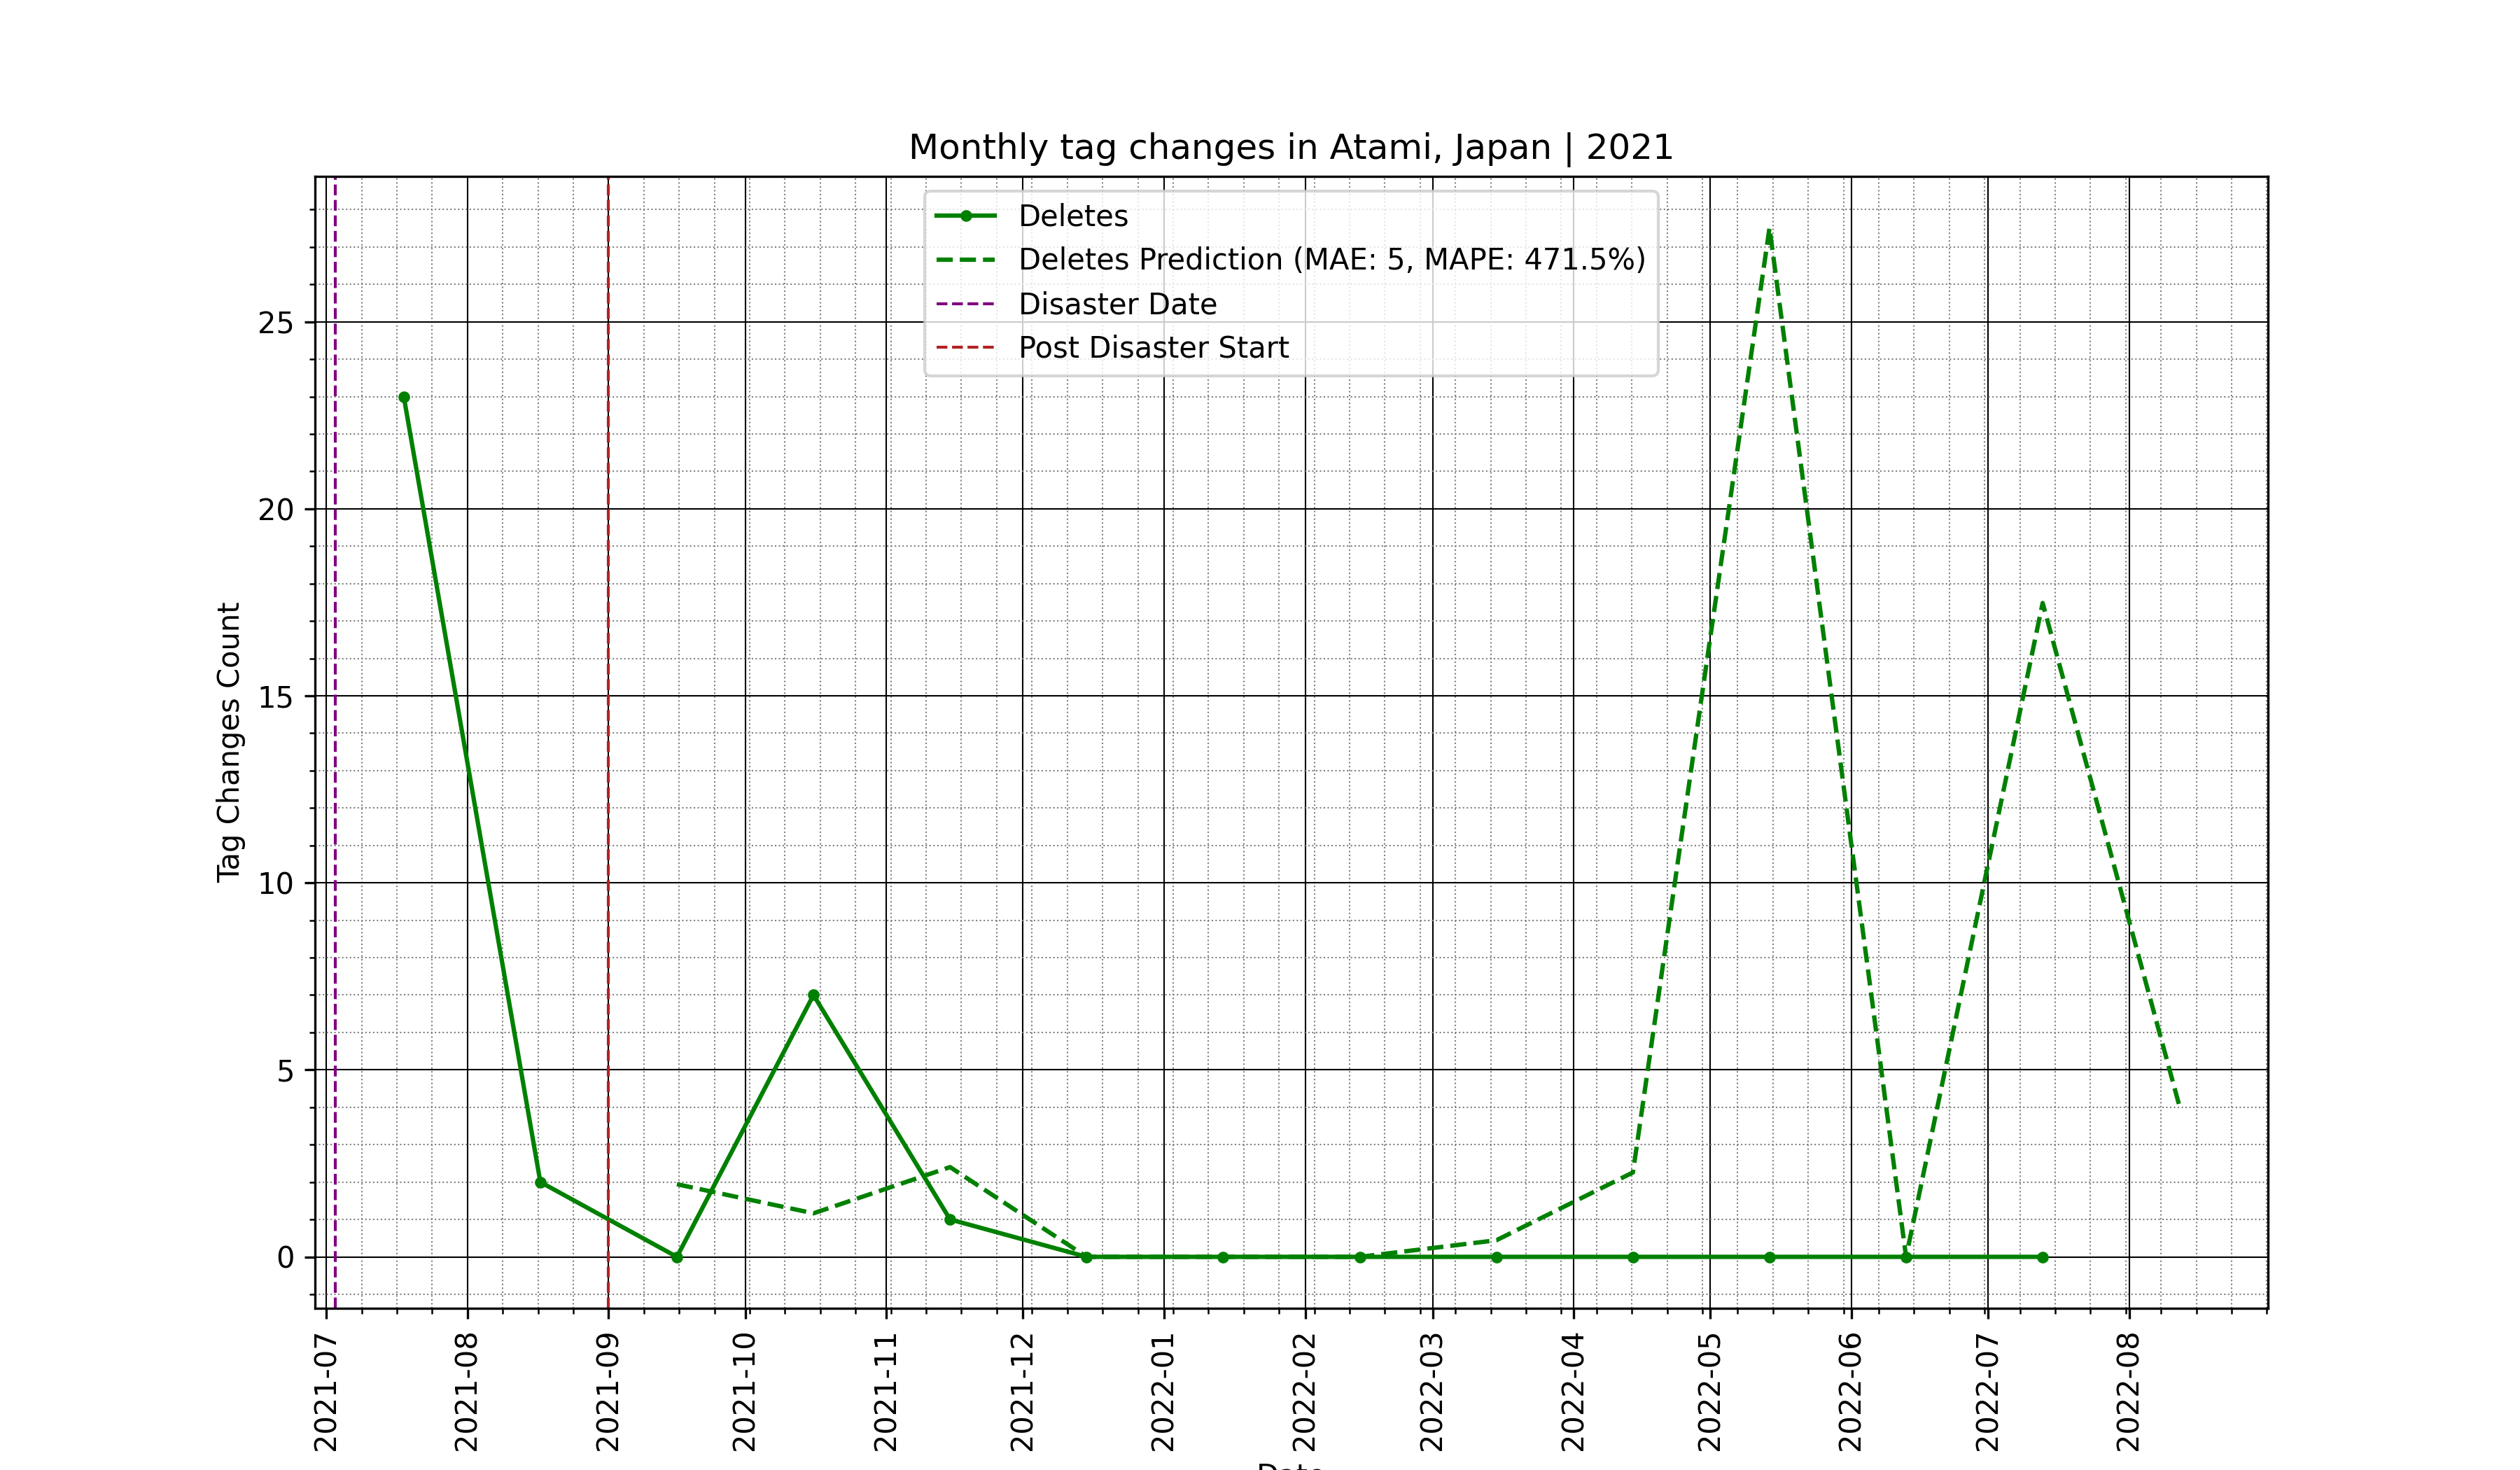 Monthly tag changes in Atami, Japan | 2021
Deletes
Deletes Prediction (MAE: 5, MAPE: 471.5%)
Disaster Date
Post Disaster Start
Tag Changes Count
25
20
15
10
5
0
2021-07
2021-08
2021-09
2021-10
2021-11
2021-12
2022-01
2022-02
2022-03
2022-04
2022-05
2022-06
2022-07
2022-08
Date